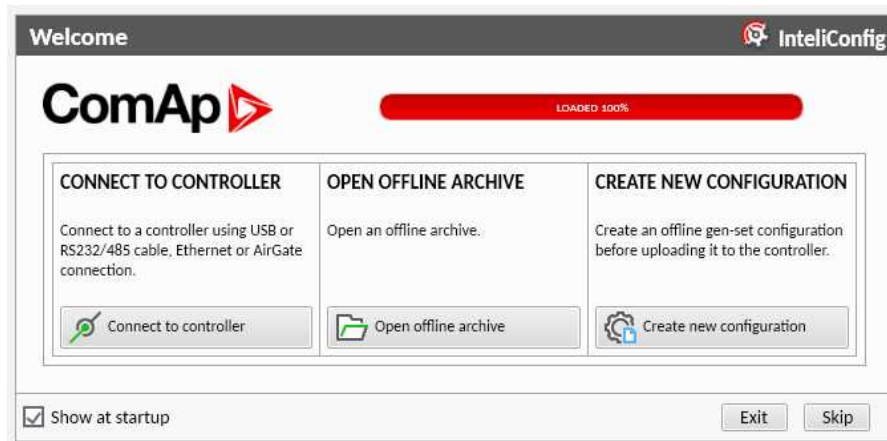 Welcome
InteliConfig
ComAp
LOADED 100%
CONNECT TO CONTROLLER
Connect to a controller using USB or
RS232/485 cable, Ethernet or AirGate
connection.
Connect to controller
OPEN OFFLINE ARCHIVE
Open an offline archive.
Open offline archive
CREATE NEW CONFIGURATION
Create an offline gen-set configuration
before uploading it to the controller.
Create new configuration
Show at startup
Exit
Skip